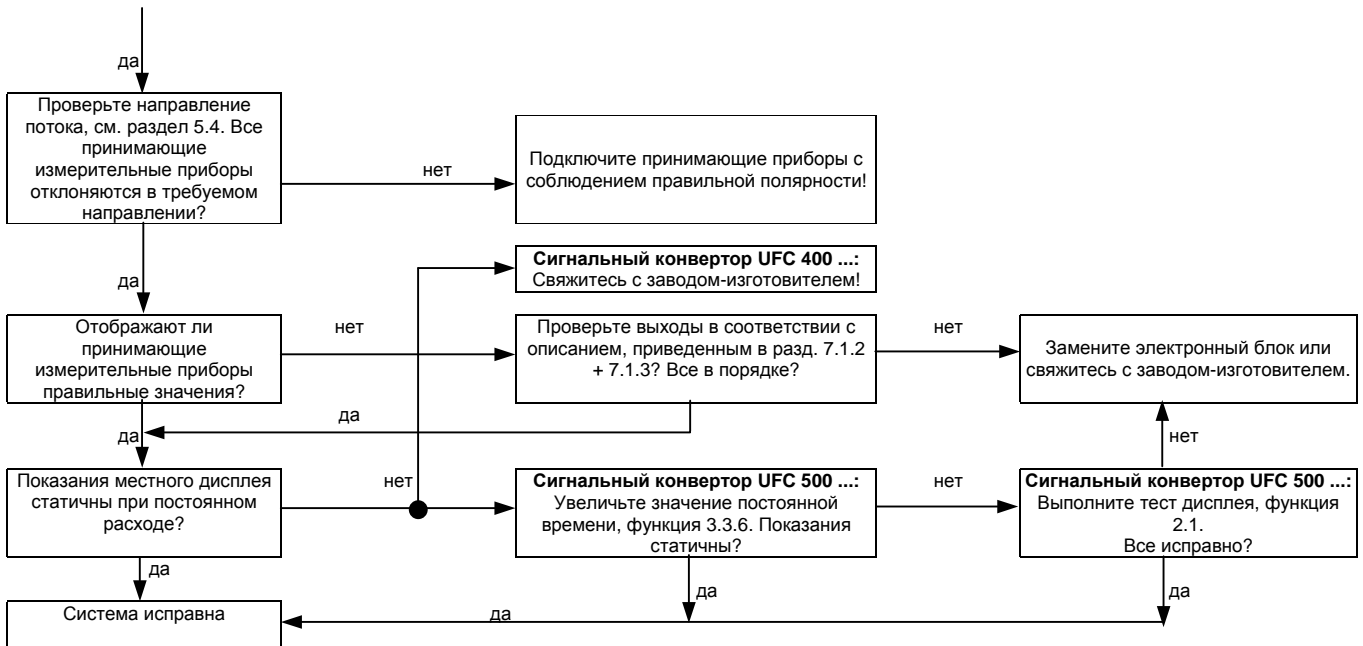 да
Проверьте направление
потока, см. раздел 5.4. Все
принимающие
измерительные приборы
отклоняются в требуемом
направлении?
нет
Подключите принимающие приборы с
соблюдением правильной полярности!
да
Сигнальный конвертор UFC 400 ...:
Свяжитесь с заводом-изготовителем!
Отображают ли
принимающие
измерительные приборы
правильные значения?
нет
Проверьте выходы в соответствии с
описанием, приведенным в разд. 7.1.2
+ 7.1.3? Все в порядке?
нет
Замените электронный блок или
свяжитесь с заводом-изготовителем.
да
да
нет
Показания местного дисплея
статичны при постоянном
расходе?
нет
Сигнальный конвертор UFC 500 ...:
Увеличьте значение постоянной
времени, функция 3.3.6. Показания
статичны?
нет
Сигнальный конвертор UFC 500 ...:
Выполните тест дисплея, функция
2.1.
Все исправно?
да
да
да
Система исправна
да